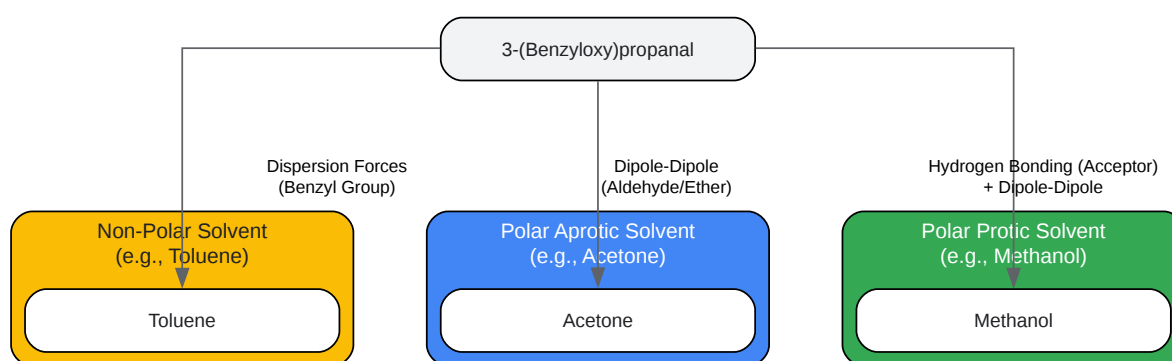 3-(Benzyloxy)propanal
Dispersion Forces
(Benzyl Group)
Dipole-Dipole
(Aldehyde/Ether)
Hydrogen Bonding (Acceptor)
+ Dipole-Dipole
Non-Polar Solvent
(e.g., Toluene)
Polar Aprotic Solvent
(e.g., Acetone)
Polar Protic Solvent
(e.g., Methanol)
Toluene
Acetone
Methanol